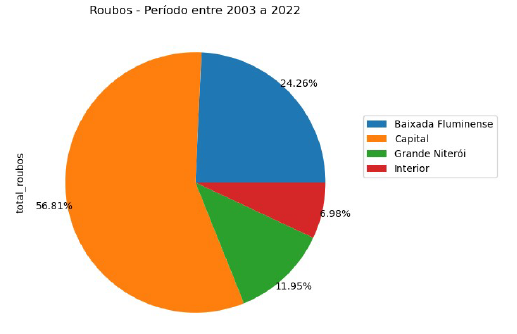 Roubos - Período entre 2003 a 2022
24.26%
Baixada Fluminense
Capital
Grande Niterói
Interior
total_roubos
56.81%
6.98%
11.95%